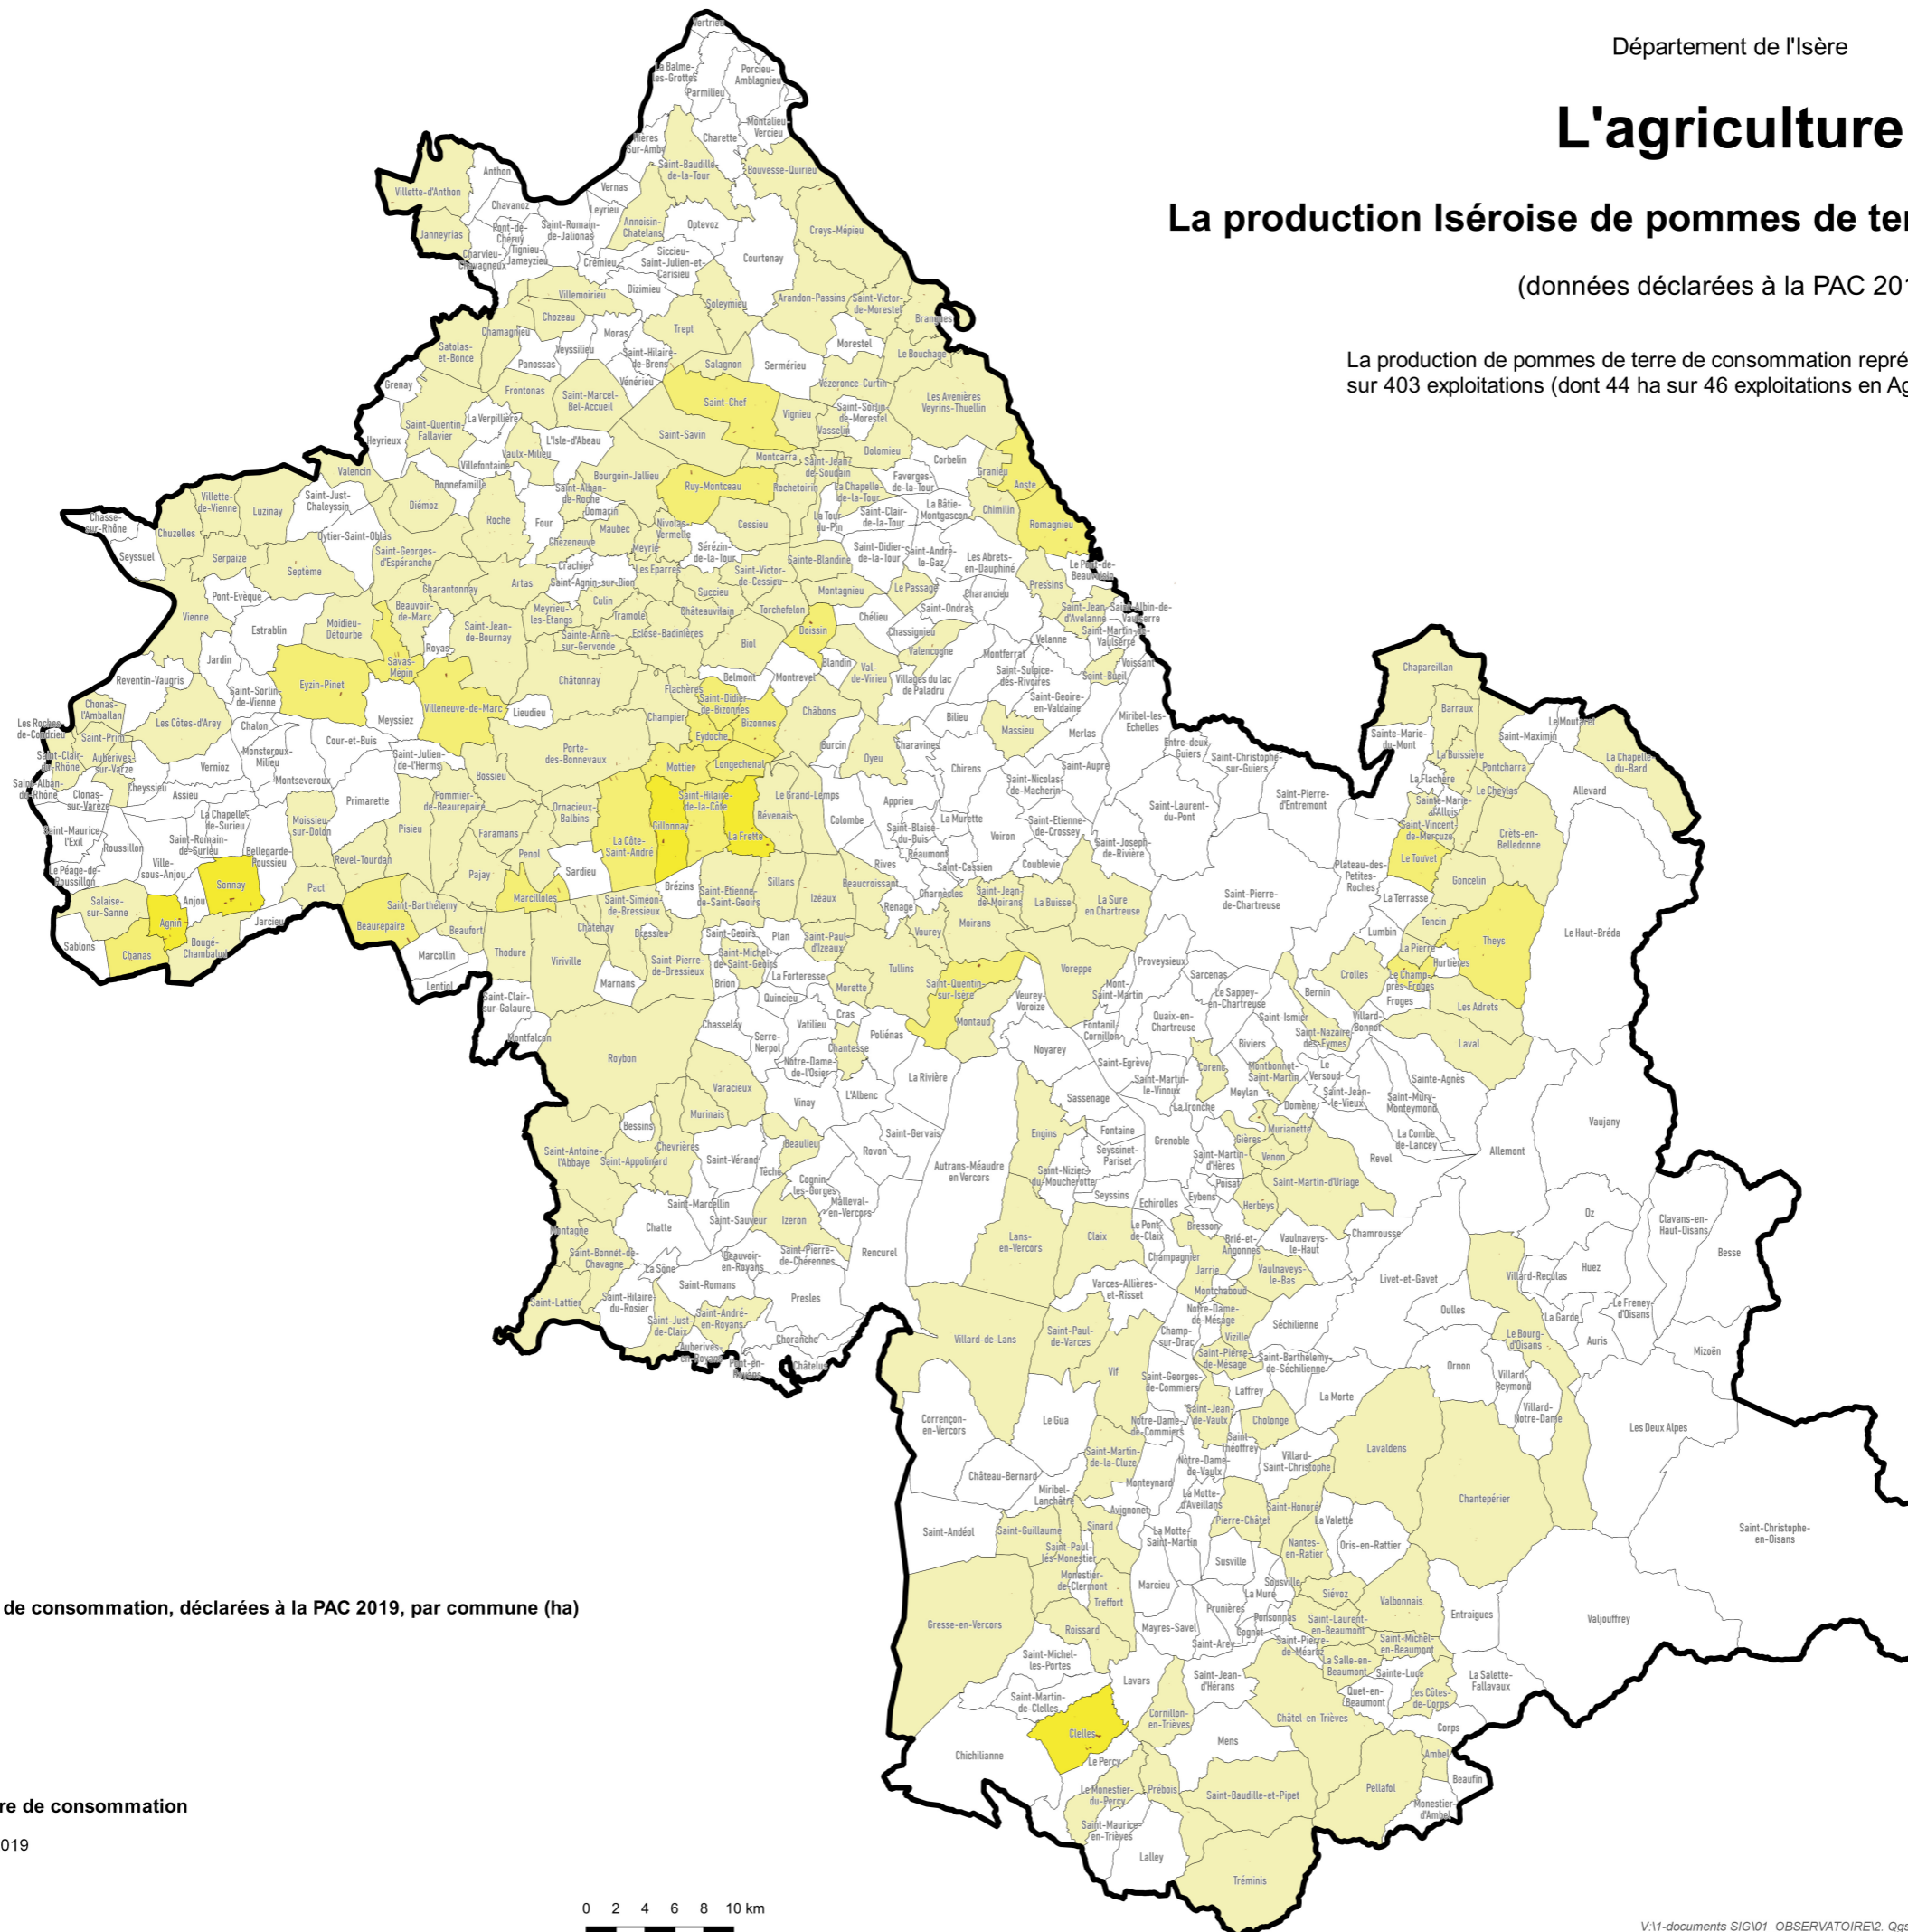 Département de l'Isère
L'agriculture
La production Iséroise de pommes de ter
(données déclarées à la PAC 201
La production de pommes de terre de consommation repré
sur 403 exploitations (dont 44 ha sur 46 exploitations en Ag
Vertrieu
La Balme-
les-Grottes
Porcieu-
Amblagnieu
Parmilieu
Montalieu-
Vercieu
Charette
Saint-Baudille-
de-la-Tour
Bouvesse-Quirieu
Villette-d'Anthon
Anthon
Vernas
Chavanoz
Leyrieu
Annoisin-
Chatelans
Optevoz
Creys-Mépieu
Janneyrias
Pont-de-
Chéruy
Saint-Romain-
de-Jalionas
Tignieu-
Jameyzieu
Charvieu-
Chavagneux
Crémieu
Siccieu-
Saint-Julien-et-
Carisieu
Courtenay
Dizimieu
Villemoirieu
Soleymieu
Arandon-Passins
Saint-Victor-
de-Morestel
Brangues
Chozeau
Chamagnieu
Moras
Trept
Morestel
Satolas-
et-Bonce
Veyssilieu
Saint-Hilaire-
de-Brens
Le Bouchage
Panossas
Salagnon
Sermérieu
Vénérieu
Grenay
Frontonas
Saint-Marcel-
Bel-Accueil
Vézeronce-Curtin
Saint-Chef
Les Avenières
Veyrins-Thuellin
Vignieu
Saint-Sorlin-
de-Morestel
Vasselin
La Verpillière
Saint-Quentin-
Fallavier
Heyrieux
L'Isle-d'Abeau
Saint-Savin
Vaulx-Milieu
Villefontaine
Montcarra
Saint-Jean-
de-Soudain
Dolomieu
Corbelin
Granieu
Aoste
Valencin
Bonnefamille
Bourgoin-Jallieu
Ruy-Montceau
Rochetoirin
La Chapelle-
de-la-Tour
Faverges-
de-la-Tour
Villette-
de-Vienne
Luzinay
Saint-Just-
Chaleyssin
Diémoz
Saint-Alban-
de-Roche
Domarin
La Bâtie-
Montgascon
Chimilin
Romagnieu
Chasse-
sur-Rhône
Chuzelles
Roche
Four
Maubec
Nivolas-
Vermelle
Cessieu
La Tour
du-Pin
Saint-Clair-
de-la-Tour
Seyssuel
Serpaize
Septème
Oytier-Saint-Oblas
Saint-Georges-
d'Espéranche
Chèzeneuve
Crachier
Meyrié
Sérézin-
de-la-Tour
Sainte-Blandine
Saint-Didier-
de-la-Tour
Saint-André-
le-Gaz
Les Abrets-
en-Dauphiné
Le Pont-de-
Beauvoisin
Pont-Evêque
Charantonnay
Artas
Saint-Agnin-sur-Bion
Les Eparres
Saint-Victor-
de-Cessieu
Montagnieu
Le Passage
Charancieu
Pressins
Vienne
Estrablin
Moidieu-
Détourbe
Beauvoir-
de-Marc
Meyrieu-
les-Etangs
Culin
Tramolé
Succieu
Châteauvilain
Torchefelon
Saint-Ondras
Saint-Jean-
d'Avelanne
Saint-Albin-de-
Vaulserre
Royas
Saint-Jean-
de-Bournay
Sainte-Anne-
sur-Gervonde
Eclose-Badinières
Biol
Doissin
Chélieu
Chassignieu
Velanne
Saint-Martin-de-
Vaulserre
Jardin
Savas-
Mépin
Valencogne
Montferrat
Voissant
Reventin-Vaugris
Eyzin-Pinet
Châtonnay
Blandin
Val-
de-Virieu
Saint-Sulpice-
des-Rivoires
Saint-Bueil
Saint-Sorlin-
de-Vienne
Belmont
Montrevel
Villages du lac
de Paladru
Chapareillan
Chonas-
l'Amballan
Les Côtes-d'Arey
Meyssiez
Villeneuve-de-Marc
Lieudieu
Flachères
Saint-Didier
de-Bizonnes
Châbons
Saint-Geoire-
en-Valdaine
Barraux
Les Roches-
de-Condrieu
Saint-Prim
Chalon
Champier
Bizonnes
Bilieu
Massieu
Merlas
Miribel-les-
Echelles
Le Moutaret
Cour-et-Buis
Eydoche
Burcin
Charavines
Sainte-Marie-
du-Mont
Saint-Maximin
Saint-Clair-
du-Rhône
Auberives-
sur-Varze
Monsteroux-
Milieu
Saint-Julien-
de-l'Herms
Porte-
des-Bonnevaux
Mottier
Longechenal
Oyeu
Chirens
Saint-Aupre
Entre-deux-
Guiers
Saint-Christophe-
sur-Guiers
La Buissière
Pontcharra
La Chapelle-
du-Bard
Vernioz
Montseveroux
Bossieu
Saint-Nicolas-
de-Macherin
La Flachère
Saint-Alban-
de-Rhône
Clonas-
sur-Varèze
Cheyssieu
Assieu
Primarette
Pommier-
de-Beaurepaire
Ornacieux-
Balbins
Saint-Hilaire-
de-la-Côte
Le Grand-Lemps
Apprieu
Saint-Laurent-
du-Pont
Saint-Pierre-
d'Entremont
Le Cheylas
Allevard
Saint-Maurice-
l'Exil
Roussillon
La Chapelle-
de-Surieu
Moissieu-
sur-Dolon
Pisieu
Faramans
La Côte-
Saint-André
Gillonnay
La Frette
Bévenais
Colombe
La Murette
Saint-Blaise-
du-Buis
Voiron
Saint-Etienne-
de-Crossey
Sainte-Marie-
d'Alloix
Saint-Vincent-
de-Mercuze
Crêts-en-
Belledonne
Saint-Romain-
de-Surieu
Bellegarde-
Poussieu
Revel-Tourdan
Penol
Réaumont
Saint-Joseph-
de-Rivière
Le Touvet
Le Péage-de-
Roussillon
Ville-
sous-Anjou
Pajay
Sardieu
Rives
Saint-Cassien
Coublevie
Plateau-des-
Petites-
Roches
Goncelin
Sonnay
Pact
Brézins
Saint-Etienne-
de-Saint-Geoirs
Sillans
Izeaux
Beaucroissant
Charnècles
Saint-Jean-
de-Moirans
La Buisse
La Sure
en Chartreuse
Saint-Pierre-
de-Chartreuse
La Terrasse
Salaise-
sur-Sanne
Anjou
Saint-Barthélemy
Marcilloles
Saint-Siméon-
de-Bressieux
Renage
Tencin
Agnin
Jarcieu
Beaurepaire
Beaufort
Châtenay
Bressieu
Saint-Geoirs
Plan
Saint-Paul-
d'Izeaux
Vourey
Moirans
Lumbin
Theys
Le Haut-Bréda
Sablons
Chanas
Bougé-
Chambalud
Marcollin
Thodure
Viriville
Saint-Pierre-
de-Bressieux
Saint-Michel-
de-Saint-Geoirs
La Forteresse
Tullins
Voreppe
Proveysieux
Sarcenas
La Pierre
Hurtières
Lentiol
Marnans
Brion
Quincieu
Morette
Saint-Quentin-
sur-Isère
Veurey-
Voroize
Mont-
Saint-Martin
Le Sappey-
en-Chartreuse
Bernin
Crolles
Le Champ-
près-Froges
Froges
Les Adrets
Saint-Clair-
sur-Galaure
Chasselay
Vatilieu
Cras
Poliénas
Montaud
Fontanil-
Cornillon
Quaix-en-
Chartreuse
Saint-Ismier
Villard-
Bonnot
Montfalcon
Roybon
Serre-
Nerpol
Notre-Dame-
de-l'Osier
Chantesse
Noyarey
Biviers
Saint-Nazaire-
des-Eymes
Laval
Saint-Egrève
Corenc
Montbonnot-
Saint-Martin
Le
Versoud
Varacieux
Vinay
L'Albenc
La Rivière
Sassenage
Saint-Martin-
le-Vinoux
Meylan
Saint-Jean-
le-Vieux
Sainte-Agnès
Saint-Mury-
Monteymond
Murinais
La Tronche
Domène
Vaujany
Bessins
Chevrières
Beaulieu
Saint-Gervais
Engins
Fontaine
Grenoble
Gières
Murianette
La Combe
de-Lancey
Allemont
Saint-Antoine-
l'Abbaye
Saint-Appolinard
Saint-Vérand
Têche
Rovon
Autrans-Méaudre
en Vercors
Saint-Nizier-
du-Moucherotte
Seyssinet-
Pariset
Saint-Martin-
d'Hères
Venon
Revel
Cognin-
les-Gorges
Seyssins
Echirolles
Eybens
Poisat
Saint-Martin-d'Uriage
Saint-Marcellin
Malleval-
en-Vercors
Herbeys
Oz
Clavans-en-
Haut-Oisans
Montagne
Chatte
Saint-Sauveur
Izeron
Lans-
en-Vercors
Claix
Le Pont-
de-Claix
Bresson
Brié-et-
Angonnes
Vaulnaveys-
le-Haut
Chamrousse
Besse
Saint-Bonnet-de-
Chavagne
La Sône
Beauvoir-
en-Royans
Saint-Pierre-
de-Chérennes
Rencurel
Champagnier
Jarrie
Vaulnaveys-
le-Bas
Livet-et-Gavet
Villard-Reculas
Huez
Saint-Romans
Varces-Allières-
et-Risset
Montchaboud
Saint-Lattier
Saint-Hilaire-
du-Rosier
Presles
Notre-Dame-
de-Mésage
Oulles
La Garde
Le Freney-
d'Oisans
Saint-Just-
de-Claix
Saint-André-
en-Royans
Villard-de-Lans
Saint-Paul-
de-Varces
Champ-
sur-Drac
Vizille
Séchilienne
Le Bourg-
d'Oisans
Auris
Mizoën
Choranche
Auberives-
en-Royans
Pont-en-
Royans
Châtelus
Saint-Pierre-
de-Mésage
Saint-Barthélemy-
de-Séchilienne
Ornon
Vif
Saint-Georges-
de-Commiers
Laffrey
La Morte
Villard-
Reymond
Corrençon-
en-Vercors
Le Gua
Notre-Dame-
de-Commiers
Saint-Jean-
de-Vaulx
Cholonge
Villard-
Notre-Dame
Les Deux Alpes
Saint-Martin-
de-la-Cluze
Saint-
Théoffrey
Lavaldens
Château-Bernard
Monteynard
Notre-Dame-
de-Vaulx
Villard-
Saint-Christophe
Miribel-
Lanchâtre
Avignonet
La Motte-
d'Aveillans
Saint-Honoré
Chantepérier
Saint-Andéol
Saint-Guillaume
Sinard
La Motte-
Saint-Martin
Pierre-Châtel
La Valette
Saint-Christophe-
en-Oisans
Saint-Paul-
lès-Monestier
Susville
Nantes-
en-Ratier
Oris-en-Rattier
Monestier-
de-Clermont
Marcieu
La Mure
Sousville
Siévoz
Valbonnais
Treffort
Prunières
Ponsonnas
Entraigues
Valjouffrey
de consommation, déclarées à la PAC 2019, par commune (ha)
Gresse-en-Vercors
Roissard
Mayres-Savel
Cognet
Saint-Laurent-
en-Beaumont
Saint-Arey
Saint-Pierre-
de-Méaroz
Saint-Michel-
en-Beaumont
Saint-Michel-
les-Portes
La Salle-en-
Beaumont
Sainte-Luce
La Salette-
Fallavaux
Lavars
Saint-Jean-
d'Hérans
Saint-Martin-
de-Clelles
Quet-en-
Beaumont
Les Côtes-
de-Corps
Clelles
Cornillon-
en-Trièves
Châtel-en-Trièves
Corps
Chichilianne
Mens
Ambel
Le Percy
Beaufin
Le Monestier-
du-Percy
Prébois
Saint-Baudille-et-Pipet
Pellafol
Monestier-
d'Ambel
re de consommation
Saint-Maurice-
en-Trièves
019
Lalley
Tréminis
0 2 4 6 8 10 km
V:\1-documents SIG\01_OBSERVATOIRE\2. Qgs